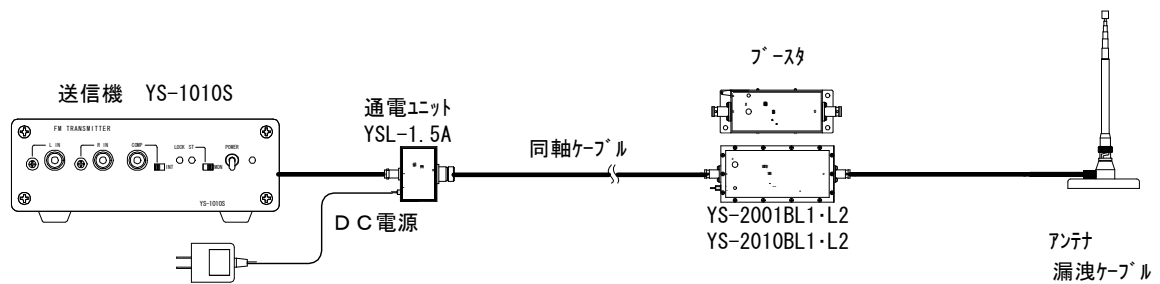 ﾌﾞｰｽﾀ
送信機 YS-1010S
通電ﾕﾆｯﾄ
YSL-1.5A
FM TRANSMITTER
L IN
R IN
COMP
INT
LOCK ST
MON
POWER
YS-1010S
同軸ｹｰﾌﾞﾙ
ＤＣ電源
YS-2001BL1･L2
YS-2010BL1･L2
ｱﾝﾃﾅ
漏洩ｹｰﾌﾞﾙ